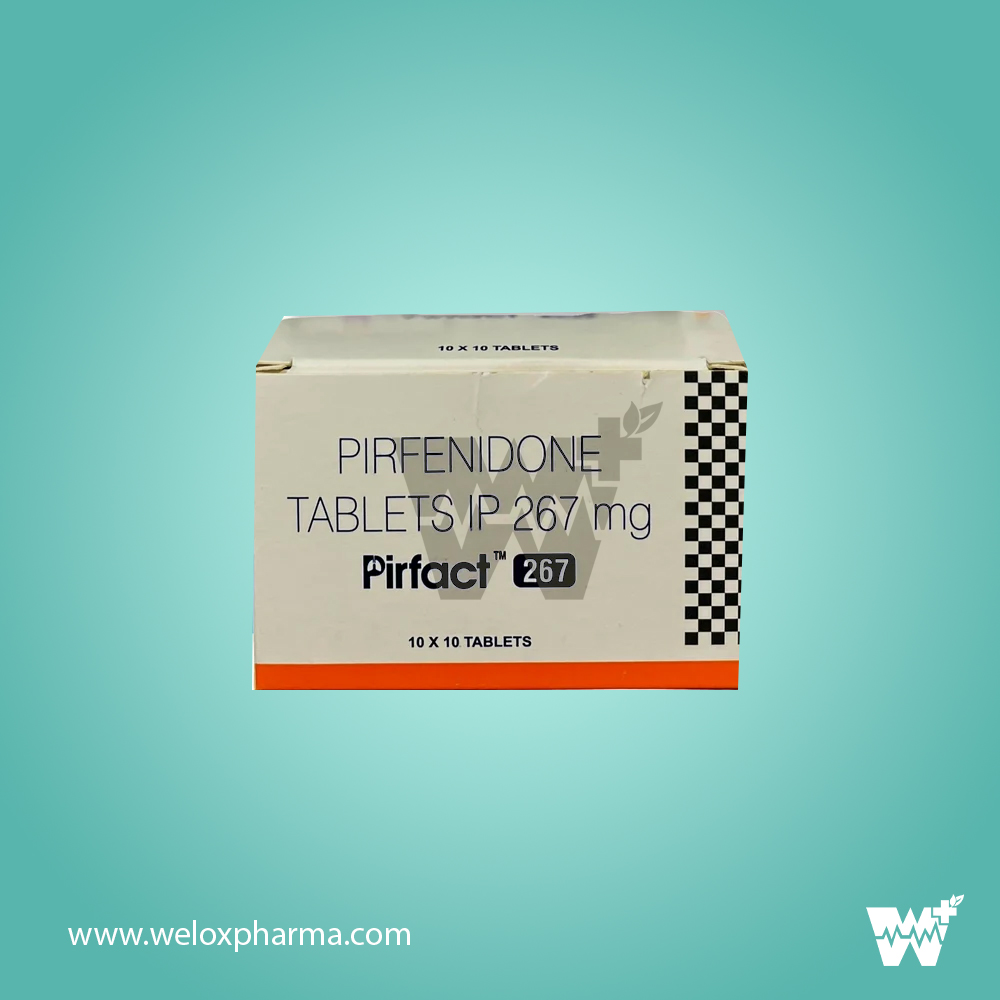 10 X 10 TABLETS
PIRFENIDONE
TABLETS IP 267 mg
Pirfact™ 267
10 X 10 TABLETS
www.weloxpharma.com
W